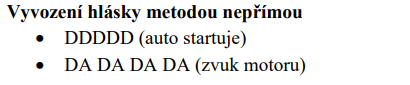 Vyvození hlásky metodou nepřímou
• DDDDD (auto startuje)
• DA DA DA DA (zvuk motoru)